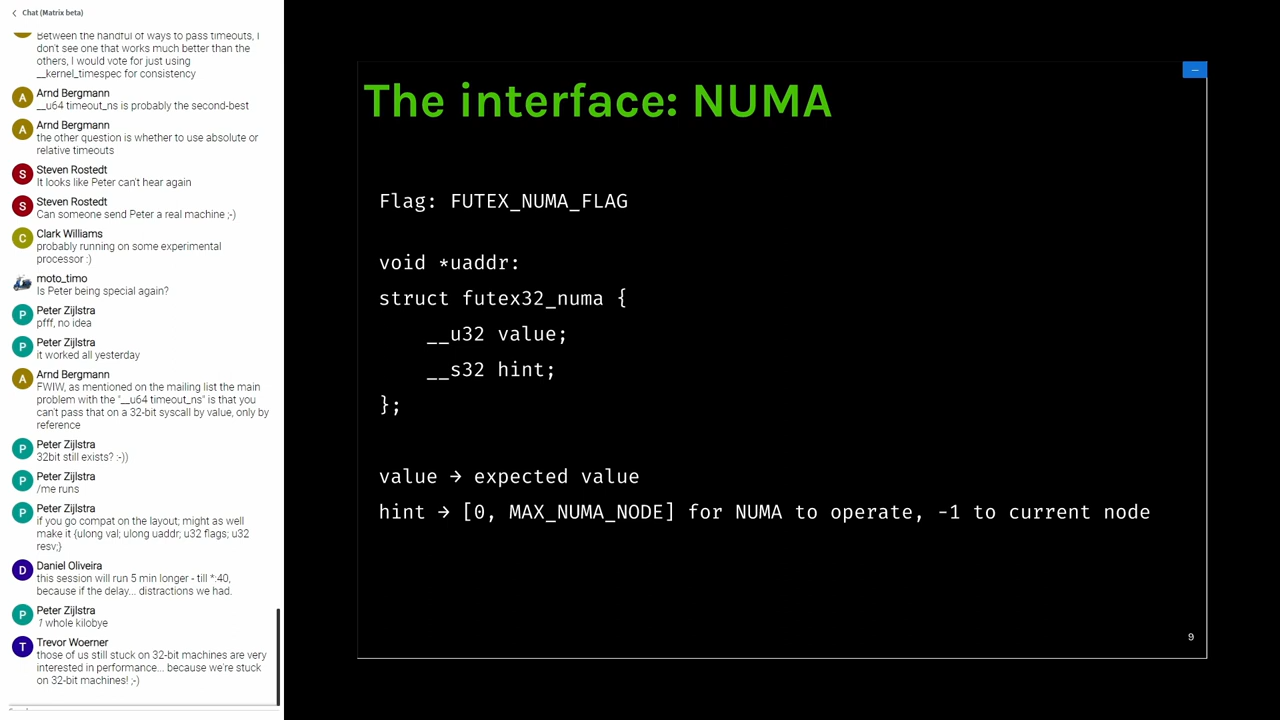 Chat (Matrix beta)
Between the handful of ways to pass timeouts, I
don't see one that works much better than the
others, I would vote for just using
__kernel_timespec for consistency
A
Arnd Bergmann
__u64 timeout_ns is probably the second-best
A
Arnd Bergmann
the other question is whether to use absolute or
relative timeouts
S
Steven Rostedt
It looks like Peter can't hear again
S
Steven Rostedt
Can someone send Peter a real machine ;-)
C
Clark Williams
probably running on some experimental
processor :)
moto_timo
Is Peter being special again?
P
Peter Zijlstra
pfff, no idea
P
Peter Zijlstra
it worked all yesterday
A
Arnd Bergmann
FWIW, as mentioned on the mailing list the main
problem with the "__u64 timeout_ns" is that you
can't pass that on a 32-bit syscall by value, only by
reference
P
Peter Zijlstra
32bit still exists? :-))
P
Peter Zijlstra
/me runs
P
Peter Zijlstra
if you go compat on the layout; might as well
make it {ulong val; ulong uaddr; u32 flags; u32
resv;}
D
Daniel Oliveira
this session will run 5 min longer - till *:40,
because if the delay... distractions we had.
P
Peter Zijlstra
1 whole kilobye
T
Trevor Woerner
those of us still stuck on 32-bit machines are very
interested in performance... because we're stuck
on 32-bit machines! ;-)
The interface: NUMA
Flag: FUTEX_NUMA_FLAG
void *uaddr:
struct futex32_numa {
__u32 value;
__s32 hint;
};
value → expected value
hint → [0, MAX_NUMA_NODE] for NUMA to operate, -1 to current node
9